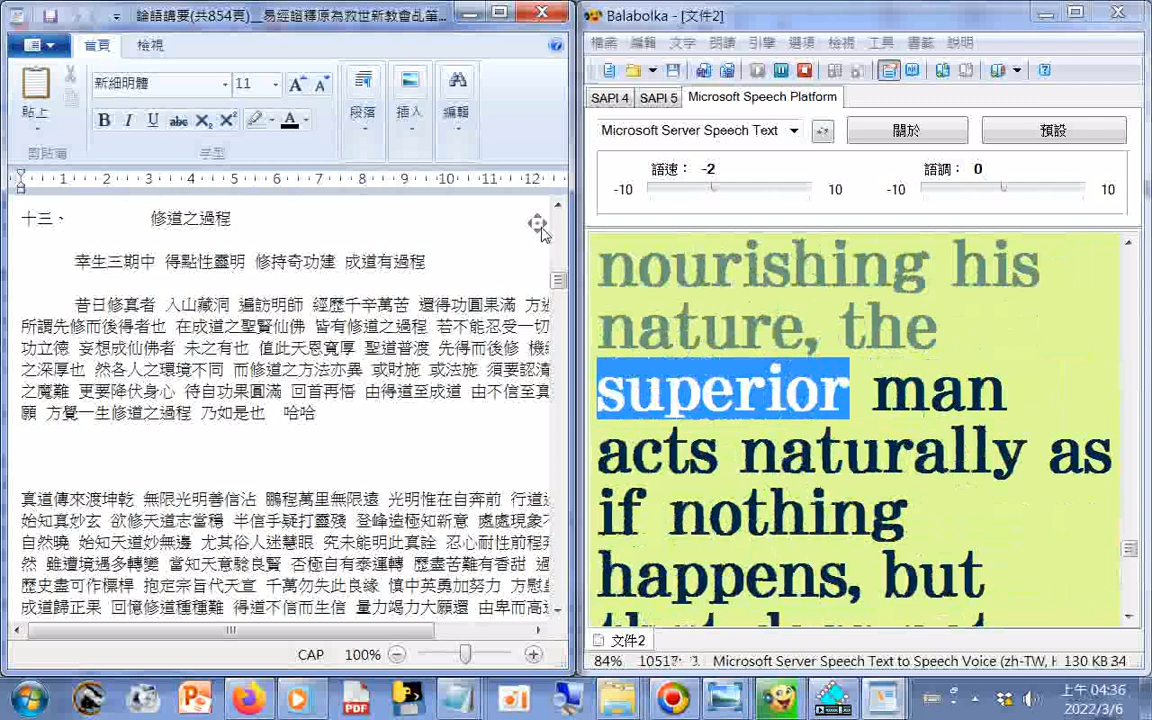 論語講要(共854頁)__易經證釋原為救世新教會乩筆...
首頁
檢視
新細明體
11
貼上
段落
插入
編輯
剪貼簿
字型
1 2 3 4 5 6 7 8 9 10 11 12
十三、 修道之過程
幸生三期中 得點性靈明 修持奇功建 成道有過程
昔日修真者 入山藏洞 遍訪明師 經歷千辛萬苦 還得功圓果滿 方
所謂先修而後得者也 在成道之聖賢仙佛 皆有修道之過程 若不能忍受一切
功立德 妄想成仙佛者 未之有也 值此天恩寬厚 聖道普渡 先得而後修 機
之深厚也 然各人之環境不同 而修道之方法亦異 或財施 或法施 須要認清
之魔難 更要降伏身心 待自功果圓滿 回首再悟 由得道至成道 由不信至真
願 方覺一生修道之過程 乃如是也 哈哈
真道傳來渡坤乾 無限光明善信沾 鵬程萬里無限遠 光明惟在自奔前 行道
始知真妙玄 欲修天道志當穩 半信半疑打靈殘 登峰造極知新意 處處現象
自然曉 始知天道妙無邊 尤其俗人迷慧眼 究未能明此真詮 忍心耐性前程
然 雖遭境遇多轉變 當知天意驗良賢 否極自有泰運轉 歷盡苦難有香甜
歷史盡可作標桿 抱定宗旨代天宣 千萬勿失此良緣 慎中英勇加努力 方慰
成道歸正果 回憶修道種種難 得道不信而生信 量力竭力大願還 由卑而高
CAP 100%
Balabolka - [文件2]
檔案 編輯 文字 朗讀 引擎 選項 檢視 工具 書籤 說明
SAPI 4 SAPI 5 Microsoft Speech Platform
Microsoft Server Speech Text
關於
預設
語速： -2
語調： 0
-10 10 -10 10
nourishing his
nature, the
superior man
acts naturally as
if nothing
happens, but
that does not
文件2
84% Microsoft Server Speech Text to Speech Voice (zh-TW, H 130 KB 34
上午 04:36
2022/3/6